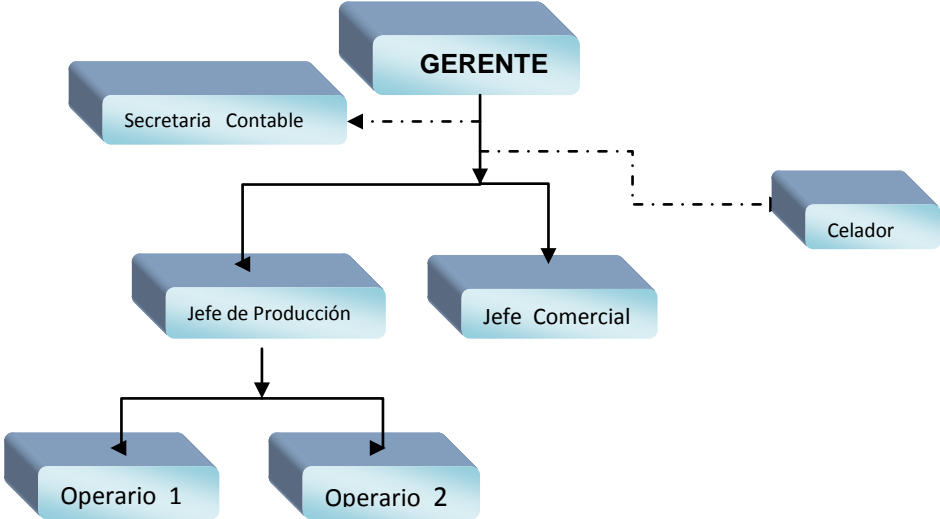 GERENTE
Secretaria Contable
Celador
Jefe de Producción
Jefe Comercial
Operario 1
Operario 2